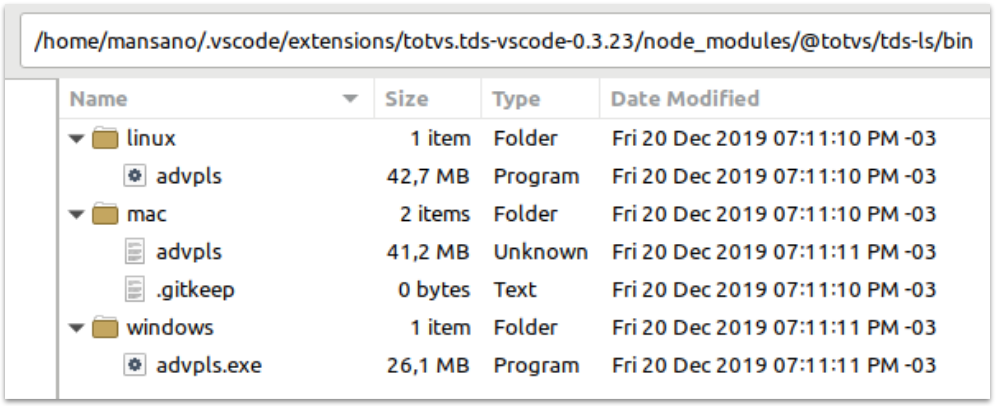 /home/mansano/.vscode/extensions/totvs.tds-vscode-0.3.23/node_modules/@totvs/tds-ls/bin
Name Size Type Date Modified
linux 1 item Folder Fri 20 Dec 2019 07:11:10 PM -03
advpls 42,7 MB Program Fri 20 Dec 2019 07:11:10 PM -03
mac 2 items Folder Fri 20 Dec 2019 07:11:10 PM -03
advpls 41,2 MB Unknown Fri 20 Dec 2019 07:11:11 PM -03
.gitkeep 0 bytes Text Fri 20 Dec 2019 07:11:10 PM -03
windows 1 item Folder Fri 20 Dec 2019 07:11:11 PM -03
advpls.exe 26,1 MB Program Fri 20 Dec 2019 07:11:11 PM -03